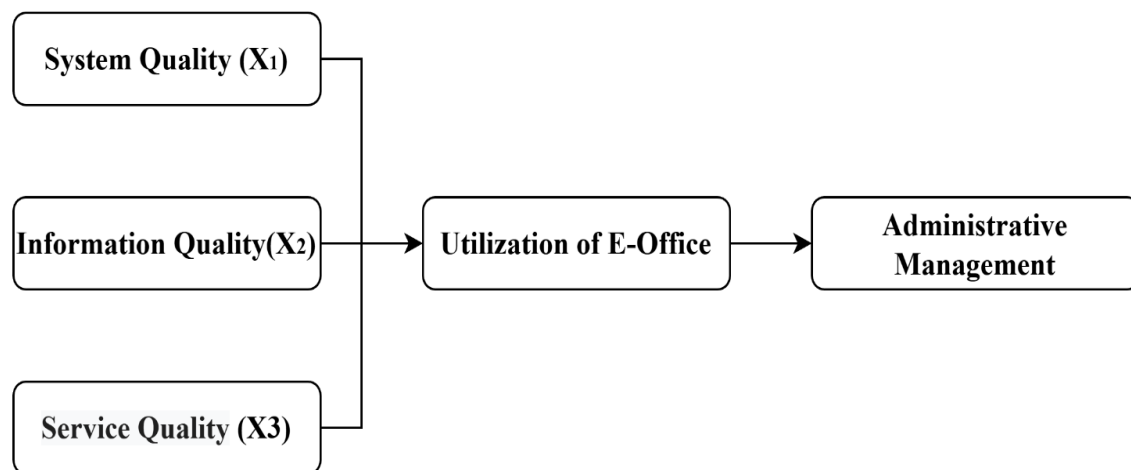 System Quality (X₁)
Information Quality(X₂)
Service Quality (X3)
Utilization of E-Office
Administrative
Management